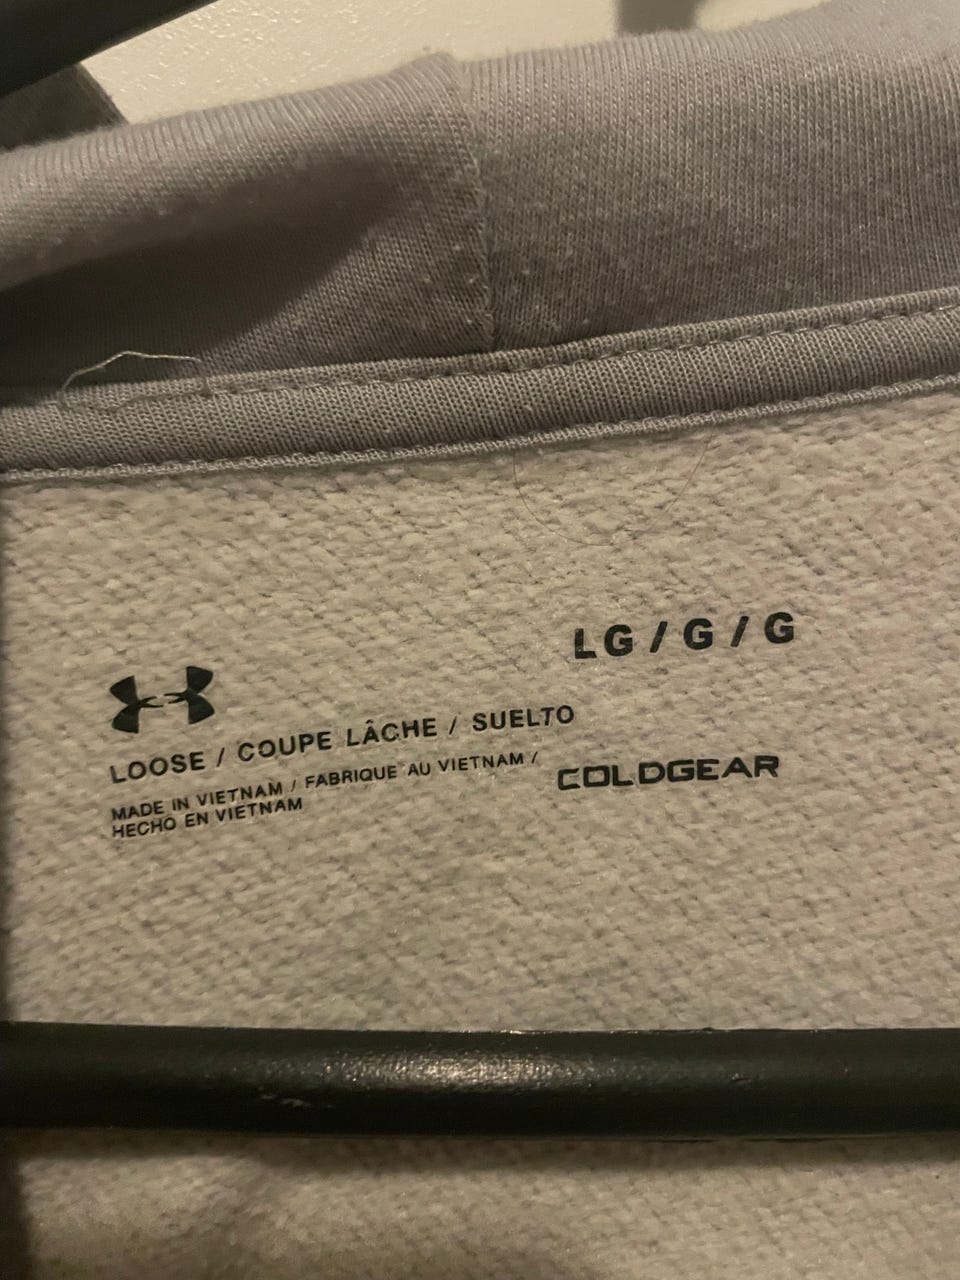 LG / G / G
LOOSE / COUPE LÂCHE / SUELTO
MADE IN VIETNAM / FABRIQUE AU VIETNAM /
HECHO EN VIETNAM
COLDGEAR